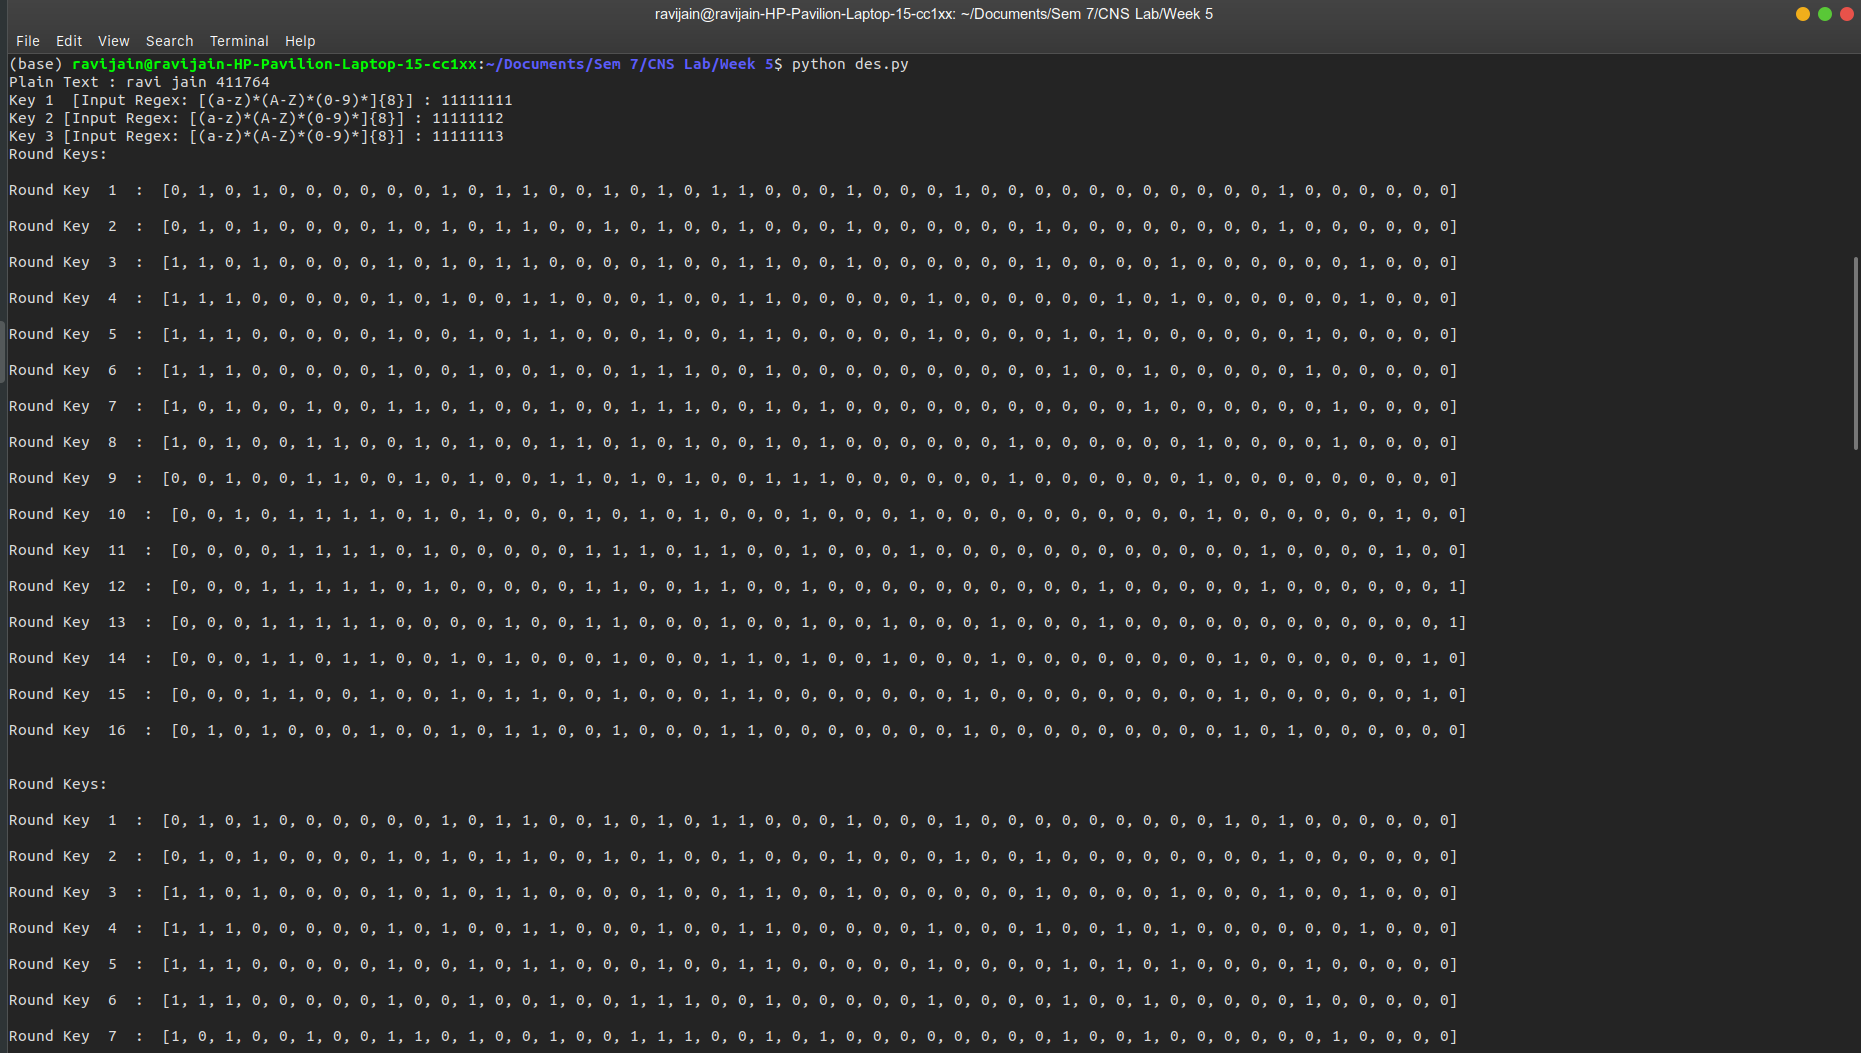 ravijain@ravijain-HP-Pavilion-Laptop-15-cc1xx: ~/Documents/Sem 7/CNS Lab/Week 5
File Edit View Search Terminal Help
(base) ravijain@ravijain-HP-Pavilion-Laptop-15-cc1xx:~/Documents/Sem 7/CNS Lab/Week 5$ python des.py
Plain Text : ravi jain 411764
Key 1  [Input Regex: [(a-z)*(A-Z)*(0-9)*]{8}] : 11111111
Key 2 [Input Regex: [(a-z)*(A-Z)*(0-9)*]{8}] : 11111112
Key 3 [Input Regex: [(a-z)*(A-Z)*(0-9)*]{8}] : 11111113
Round Keys:
Round Key  1  :  [0, 1, 0, 1, 0, 0, 0, 0, 0, 0, 1, 0, 1, 1, 0, 0, 1, 0, 1, 0, 1, 1, 0, 0, 0, 1, 0, 0, 0, 1, 0, 0, 0, 0, 0, 0, 0, 0, 0, 0, 0, 1, 0, 0, 0, 0, 0, 0]
Round Key  2  :  [0, 1, 0, 1, 0, 0, 0, 0, 1, 0, 1, 0, 1, 1, 0, 0, 1, 0, 1, 0, 0, 1, 0, 0, 0, 1, 0, 0, 0, 0, 0, 0, 1, 0, 0, 0, 0, 0, 0, 0, 0, 1, 0, 0, 0, 0, 0, 0]
Round Key  3  :  [1, 1, 0, 1, 0, 0, 0, 0, 1, 0, 1, 0, 1, 1, 0, 0, 0, 0, 1, 0, 0, 1, 1, 0, 0, 1, 0, 0, 0, 0, 0, 0, 1, 0, 0, 0, 0, 1, 0, 0, 0, 0, 0, 0, 1, 0, 0, 0]
Round Key  4  :  [1, 1, 1, 0, 0, 0, 0, 0, 1, 0, 1, 0, 0, 1, 1, 0, 0, 0, 1, 0, 0, 1, 1, 0, 0, 0, 0, 0, 1, 0, 0, 0, 0, 0, 0, 1, 0, 1, 0, 0, 0, 0, 0, 0, 1, 0, 0, 0]
Round Key  5  :  [1, 1, 1, 0, 0, 0, 0, 0, 1, 0, 0, 1, 0, 1, 1, 0, 0, 0, 1, 0, 0, 1, 1, 0, 0, 0, 0, 0, 1, 0, 0, 0, 0, 1, 0, 1, 0, 0, 0, 0, 0, 0, 1, 0, 0, 0, 0, 0]
Round Key  6  :  [1, 1, 1, 0, 0, 0, 0, 0, 1, 0, 0, 1, 0, 0, 1, 0, 0, 1, 1, 1, 0, 0, 1, 0, 0, 0, 0, 0, 0, 0, 0, 0, 0, 1, 0, 0, 1, 0, 0, 0, 0, 0, 1, 0, 0, 0, 0, 0]
Round Key  7  :  [1, 0, 1, 0, 0, 1, 0, 0, 1, 1, 0, 1, 0, 0, 1, 0, 0, 1, 1, 1, 0, 0, 1, 0, 1, 0, 0, 0, 0, 0, 0, 0, 0, 0, 0, 0, 1, 0, 0, 0, 0, 0, 0, 1, 0, 0, 0, 0]
Round Key  8  :  [1, 0, 1, 0, 0, 1, 1, 0, 0, 1, 0, 1, 0, 0, 1, 1, 0, 1, 0, 1, 0, 0, 1, 0, 1, 0, 0, 0, 0, 0, 0, 1, 0, 0, 0, 0, 0, 0, 1, 0, 0, 0, 0, 1, 0, 0, 0, 0]
Round Key  9  :  [0, 0, 1, 0, 0, 1, 1, 0, 0, 1, 0, 1, 0, 0, 1, 1, 0, 1, 0, 1, 0, 0, 1, 1, 1, 0, 0, 0, 0, 0, 0, 1, 0, 0, 0, 0, 0, 0, 1, 0, 0, 0, 0, 0, 0, 0, 0, 0]
Round Key  10  :  [0, 0, 1, 0, 1, 1, 1, 1, 0, 1, 0, 1, 0, 0, 0, 1, 0, 1, 0, 1, 0, 0, 0, 1, 0, 0, 0, 1, 0, 0, 0, 0, 0, 0, 0, 0, 0, 0, 1, 0, 0, 0, 0, 0, 0, 1, 0, 0]
Round Key  11  :  [0, 0, 0, 0, 1, 1, 1, 1, 0, 1, 0, 0, 0, 0, 0, 1, 1, 1, 0, 1, 1, 0, 0, 1, 0, 0, 0, 1, 0, 0, 0, 0, 0, 0, 0, 0, 0, 0, 0, 0, 1, 0, 0, 0, 0, 1, 0, 0]
Round Key  12  :  [0, 0, 0, 1, 1, 1, 1, 1, 0, 1, 0, 0, 0, 0, 0, 1, 1, 0, 0, 1, 1, 0, 0, 1, 0, 0, 0, 0, 0, 0, 0, 0, 0, 0, 1, 0, 0, 0, 0, 0, 1, 0, 0, 0, 0, 0, 0, 1]
Round Key  13  :  [0, 0, 0, 1, 1, 1, 1, 1, 0, 0, 0, 0, 1, 0, 0, 1, 1, 0, 0, 0, 1, 0, 0, 1, 0, 0, 1, 0, 0, 0, 1, 0, 0, 0, 1, 0, 0, 0, 0, 0, 0, 0, 0, 0, 0, 0, 0, 1]
Round Key  14  :  [0, 0, 0, 1, 1, 0, 1, 1, 0, 0, 1, 0, 1, 0, 0, 0, 1, 0, 0, 0, 1, 1, 0, 1, 0, 0, 1, 0, 0, 0, 1, 0, 0, 0, 0, 0, 0, 0, 0, 1, 0, 0, 0, 0, 0, 0, 1, 0]
Round Key  15  :  [0, 0, 0, 1, 1, 0, 0, 1, 0, 0, 1, 0, 1, 1, 0, 0, 1, 0, 0, 0, 1, 1, 0, 0, 0, 0, 0, 0, 0, 1, 0, 0, 0, 0, 0, 0, 0, 0, 0, 1, 0, 0, 0, 0, 0, 0, 1, 0]
Round Key  16  :  [0, 1, 0, 1, 0, 0, 0, 1, 0, 0, 1, 0, 1, 1, 0, 0, 1, 0, 0, 0, 1, 1, 0, 0, 0, 0, 0, 0, 0, 1, 0, 0, 0, 0, 0, 0, 0, 0, 0, 1, 0, 1, 0, 0, 0, 0, 0, 0]
Round Keys:
Round Key  1  :  [0, 1, 0, 1, 0, 0, 0, 0, 0, 0, 1, 0, 1, 1, 0, 0, 1, 0, 1, 0, 1, 1, 0, 0, 0, 1, 0, 0, 0, 1, 0, 0, 0, 0, 0, 0, 0, 0, 0, 1, 0, 1, 0, 0, 0, 0, 0, 0]
Round Key  2  :  [0, 1, 0, 1, 0, 0, 0, 0, 1, 0, 1, 0, 1, 1, 0, 0, 1, 0, 1, 0, 0, 1, 0, 0, 0, 1, 0, 0, 0, 1, 0, 0, 1, 0, 0, 0, 0, 0, 0, 0, 0, 1, 0, 0, 0, 0, 0, 0]
Round Key  3  :  [1, 1, 0, 1, 0, 0, 0, 0, 1, 0, 1, 0, 1, 1, 0, 0, 0, 0, 1, 0, 0, 1, 1, 0, 0, 1, 0, 0, 0, 0, 0, 0, 1, 0, 0, 0, 0, 1, 0, 0, 0, 1, 0, 0, 1, 0, 0, 0]
Round Key  4  :  [1, 1, 1, 0, 0, 0, 0, 0, 1, 0, 1, 0, 0, 1, 1, 0, 0, 0, 1, 0, 0, 1, 1, 0, 0, 0, 0, 0, 1, 0, 0, 0, 1, 0, 0, 1, 0, 1, 0, 0, 0, 0, 0, 0, 1, 0, 0, 0]
Round Key  5  :  [1, 1, 1, 0, 0, 0, 0, 0, 1, 0, 0, 1, 0, 1, 1, 0, 0, 0, 1, 0, 0, 1, 1, 0, 0, 0, 0, 0, 1, 0, 0, 0, 0, 1, 0, 1, 0, 1, 0, 0, 0, 0, 1, 0, 0, 0, 0, 0]
Round Key  6  :  [1, 1, 1, 0, 0, 0, 0, 0, 1, 0, 0, 1, 0, 0, 1, 0, 0, 1, 1, 1, 0, 0, 1, 0, 0, 0, 0, 0, 1, 0, 0, 0, 0, 1, 0, 0, 1, 0, 0, 0, 0, 0, 1, 0, 0, 0, 0, 0]
Round Key  7  :  [1, 0, 1, 0, 0, 1, 0, 0, 1, 1, 0, 1, 0, 0, 1, 0, 0, 1, 1, 1, 0, 0, 1, 0, 1, 0, 0, 0, 0, 0, 0, 0, 0, 1, 0, 0, 1, 0, 0, 0, 0, 0, 0, 1, 0, 0, 0, 0]